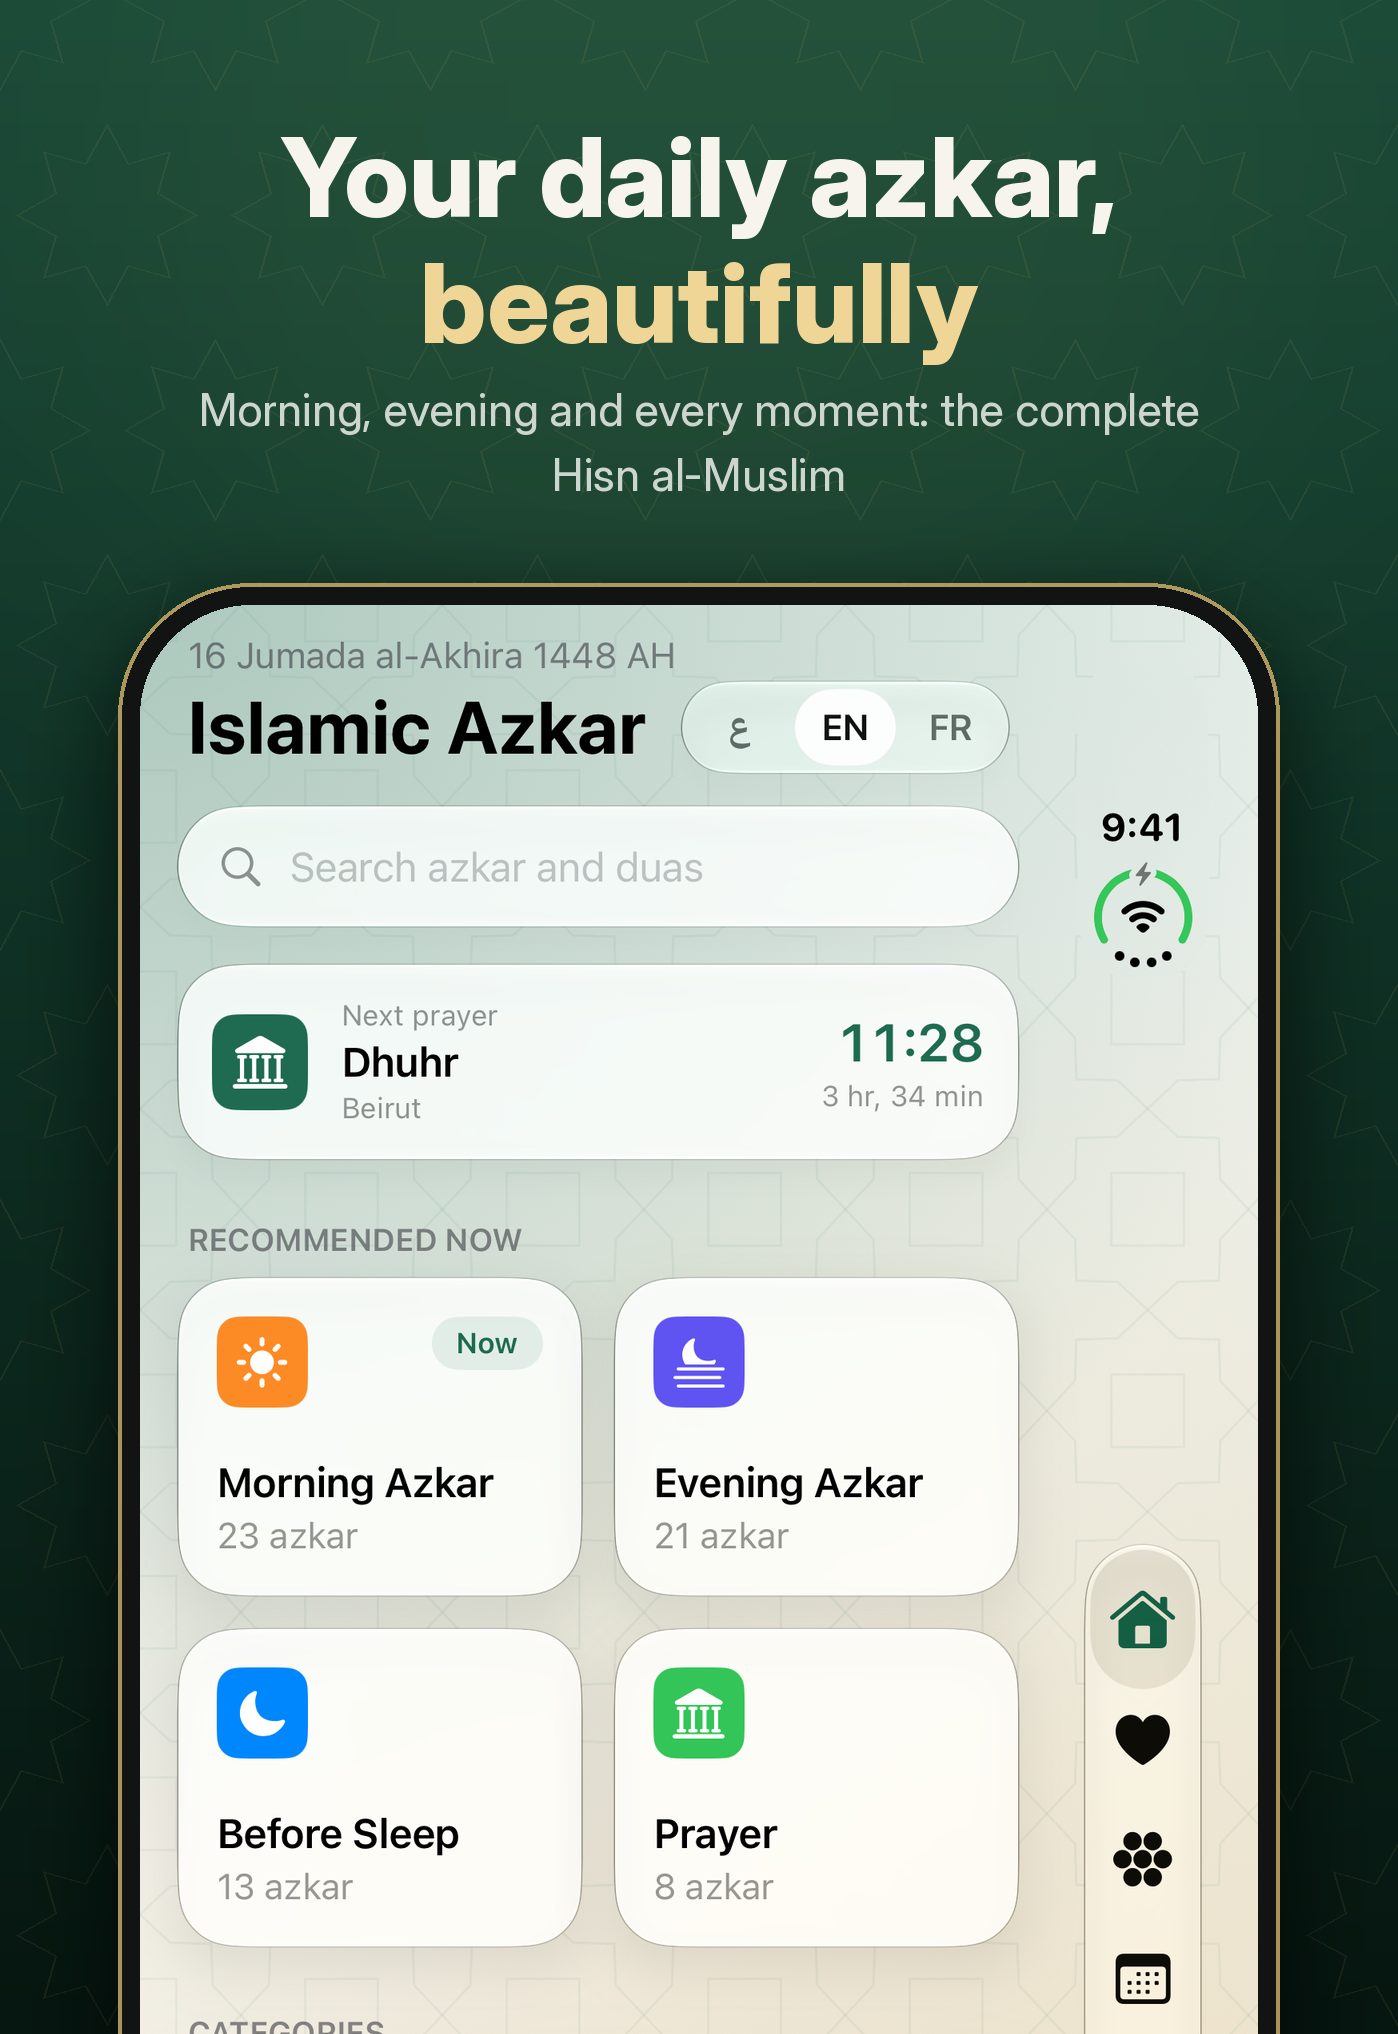 Your daily azkar,
beautifully
Morning, evening and every moment: the complete
Hisn al-Muslim
16 Jumada al-Akhira 1448 AH
Islamic Azkar
ع EN FR
Search azkar and duas
9:41
Next prayer
Dhuhr
Beirut
11:28
3 hr, 34 min
RECOMMENDED NOW
Now
Morning Azkar
23 azkar
Evening Azkar
21 azkar
Before Sleep
13 azkar
Prayer
8 azkar
CATEGORIES